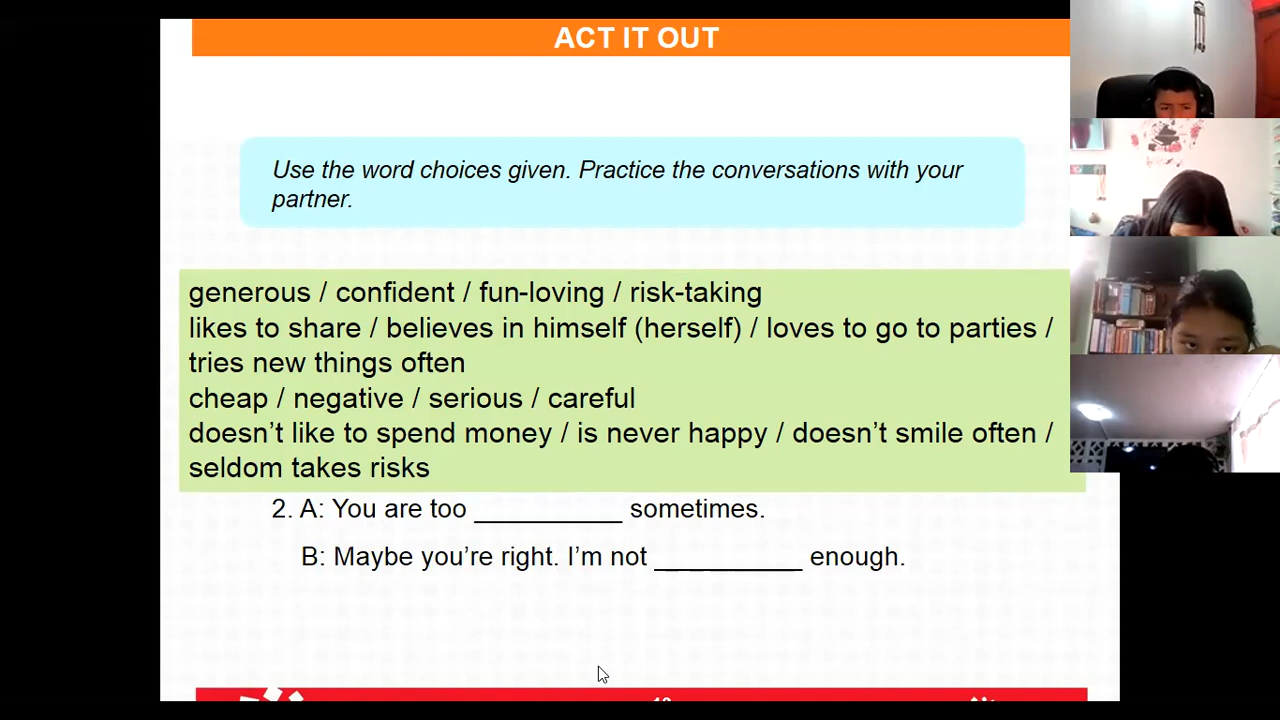 ACT IT OUT
Use the word choices given. Practice the conversations with your
partner.
generous / confident / fun-loving / risk-taking
likes to share / believes in himself (herself) / loves to go to parties /
tries new things often
cheap / negative / serious / careful
doesn’t like to spend money / is never happy / doesn’t smile often /
seldom takes risks
2. A: You are too __________ sometimes.
B: Maybe you’re right. I’m not __________ enough.